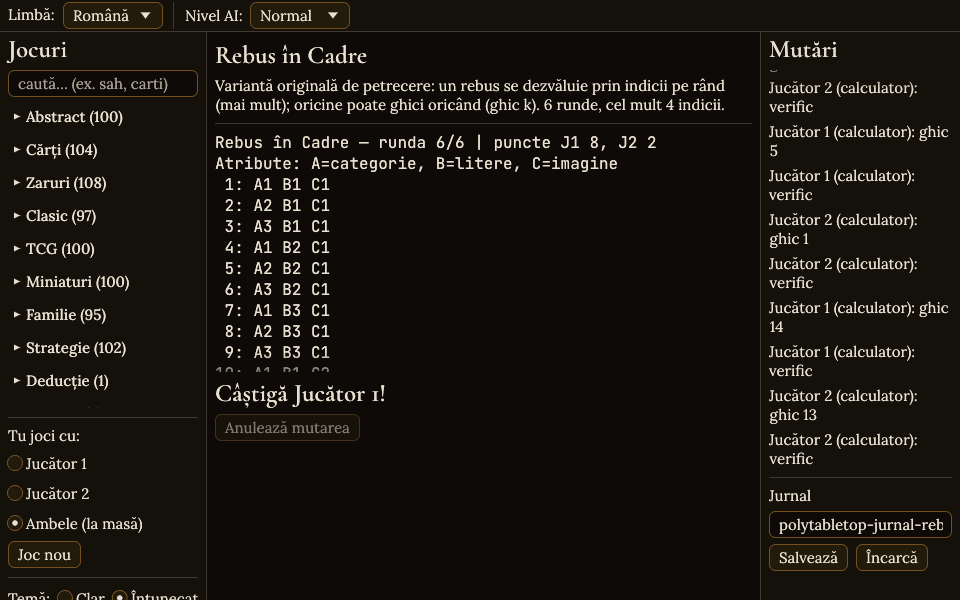 Limbă: Română Nivel AI: Normal
Jocuri
caută... (ex. sah, carti)
Abstract (100)
Cărți (104)
Zaruri (108)
Clasic (97)
TCG (100)
Miniaturi (100)
Familie (95)
Strategie (102)
Deducție (1)
Tu joci cu:
Jucător 1
Jucător 2
Ambele (la masă)
Joc nou
Temă: Clar Întunecat
Rebus în Cadre
Variantă originală de petrecere: un rebus se dezvăluie prin indicii pe rând
(mai mult); oricine poate ghici oricând (ghic k). 6 runde, cel mult 4 indicii.
Rebus în Cadre — runda 6/6 | puncte J1 8, J2 2
Atribute: A=categorie, B=litere, C=imagine
1: A1 B1 C1
2: A2 B1 C1
3: A3 B1 C1
4: A1 B2 C1
5: A2 B2 C1
6: A3 B2 C1
7: A1 B3 C1
8: A2 B3 C1
9: A3 B3 C1
10: A1 B1 C2
Câștigă Jucător 1!
Anulează mutarea
Mutări
Jucător 2 (calculator):
verific
Jucător 1 (calculator): ghic
5
Jucător 1 (calculator):
verific
Jucător 2 (calculator):
ghic 1
Jucător 2 (calculator):
verific
Jucător 1 (calculator): ghic
14
Jucător 1 (calculator):
verific
Jucător 2 (calculator):
ghic 13
Jucător 2 (calculator):
verific
Jurnal
polytabletop-jurnal-reb
Salvează Încarcă